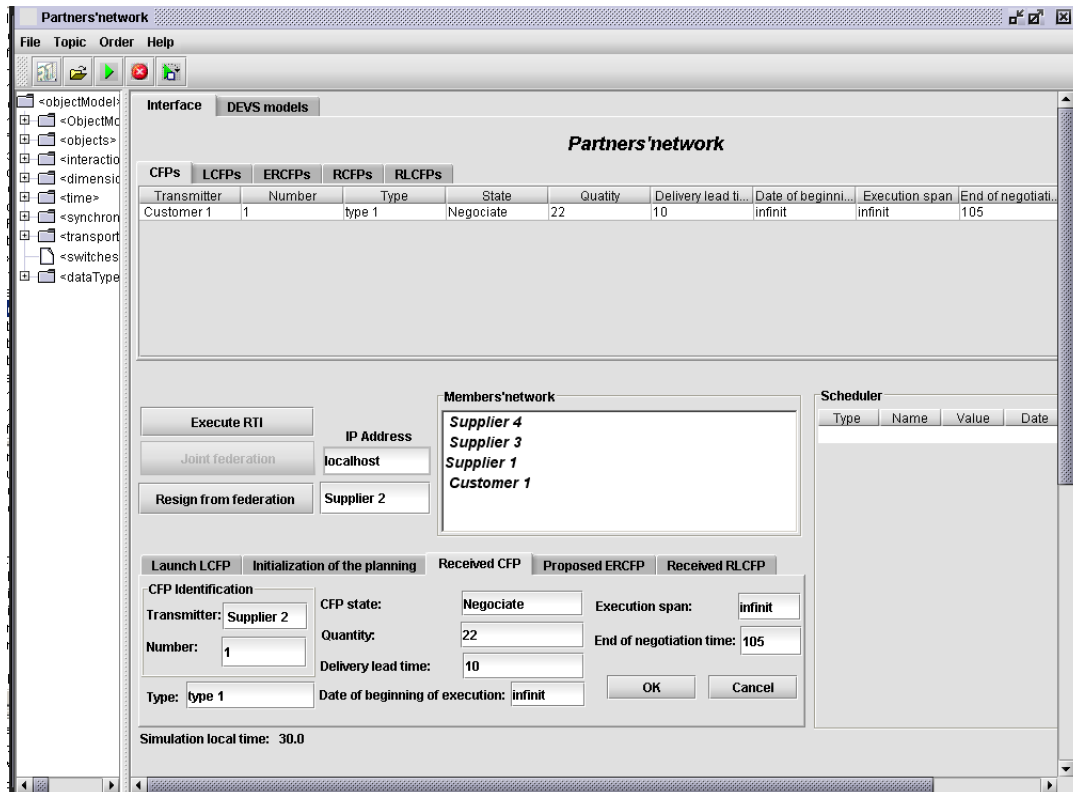 Partners'network
File Topic Order Help
<objectModel>
<ObjectMo
<objects>
<interactio
<dimensio
<time>
<synchron
<transport
<switches
<dataType
Interface DEVS models
Partners'network
CFPs LCFPs ERCFPs RCFPs RLCFPs
Transmitter Number Type State Quatity Delivery lead ti... Date of beginni... Execution span End of negotiati...
Customer 1 1 type 1 Negociate 22 10 infinit infinit 105
Execute RTI
Joint federation
Resign from federation
IP Address
localhost
Supplier 2
Members'network
Supplier 4
Supplier 3
Supplier 1
Customer 1
Scheduler
Type Name Value Date
Launch LCFP Initialization of the planning Received CFP Proposed ERCFP Received RLCFP
CFP Identification
Transmitter: Supplier 2
Number: 1
Type: type 1
CFP state: Negociate
Quantity: 22
Delivery lead time: 10
Date of beginning of execution: infinit
Execution span: infinit
End of negotiation time: 105
OK Cancel
Simulation local time: 30.0